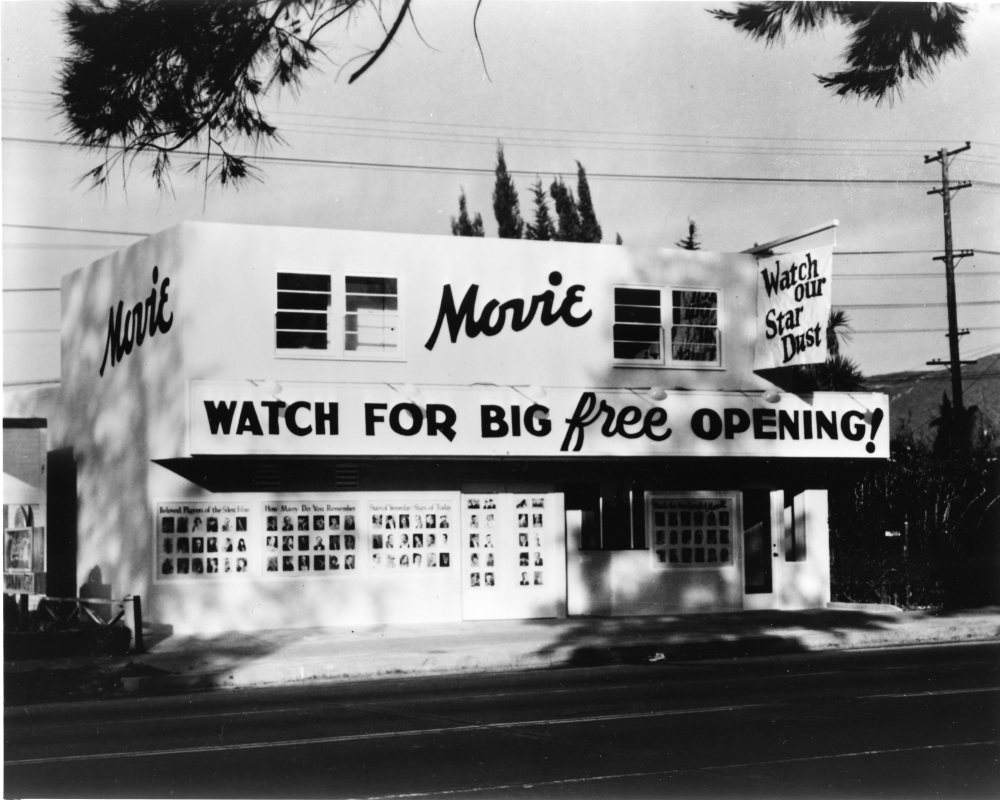 Movie
Movie
Watch
our
Star
Dust
WATCH FOR BIG free OPENING!
Beloved Players of the Silent Film
How Many Do You Remember
Stars of Yesterday - Stars of Today